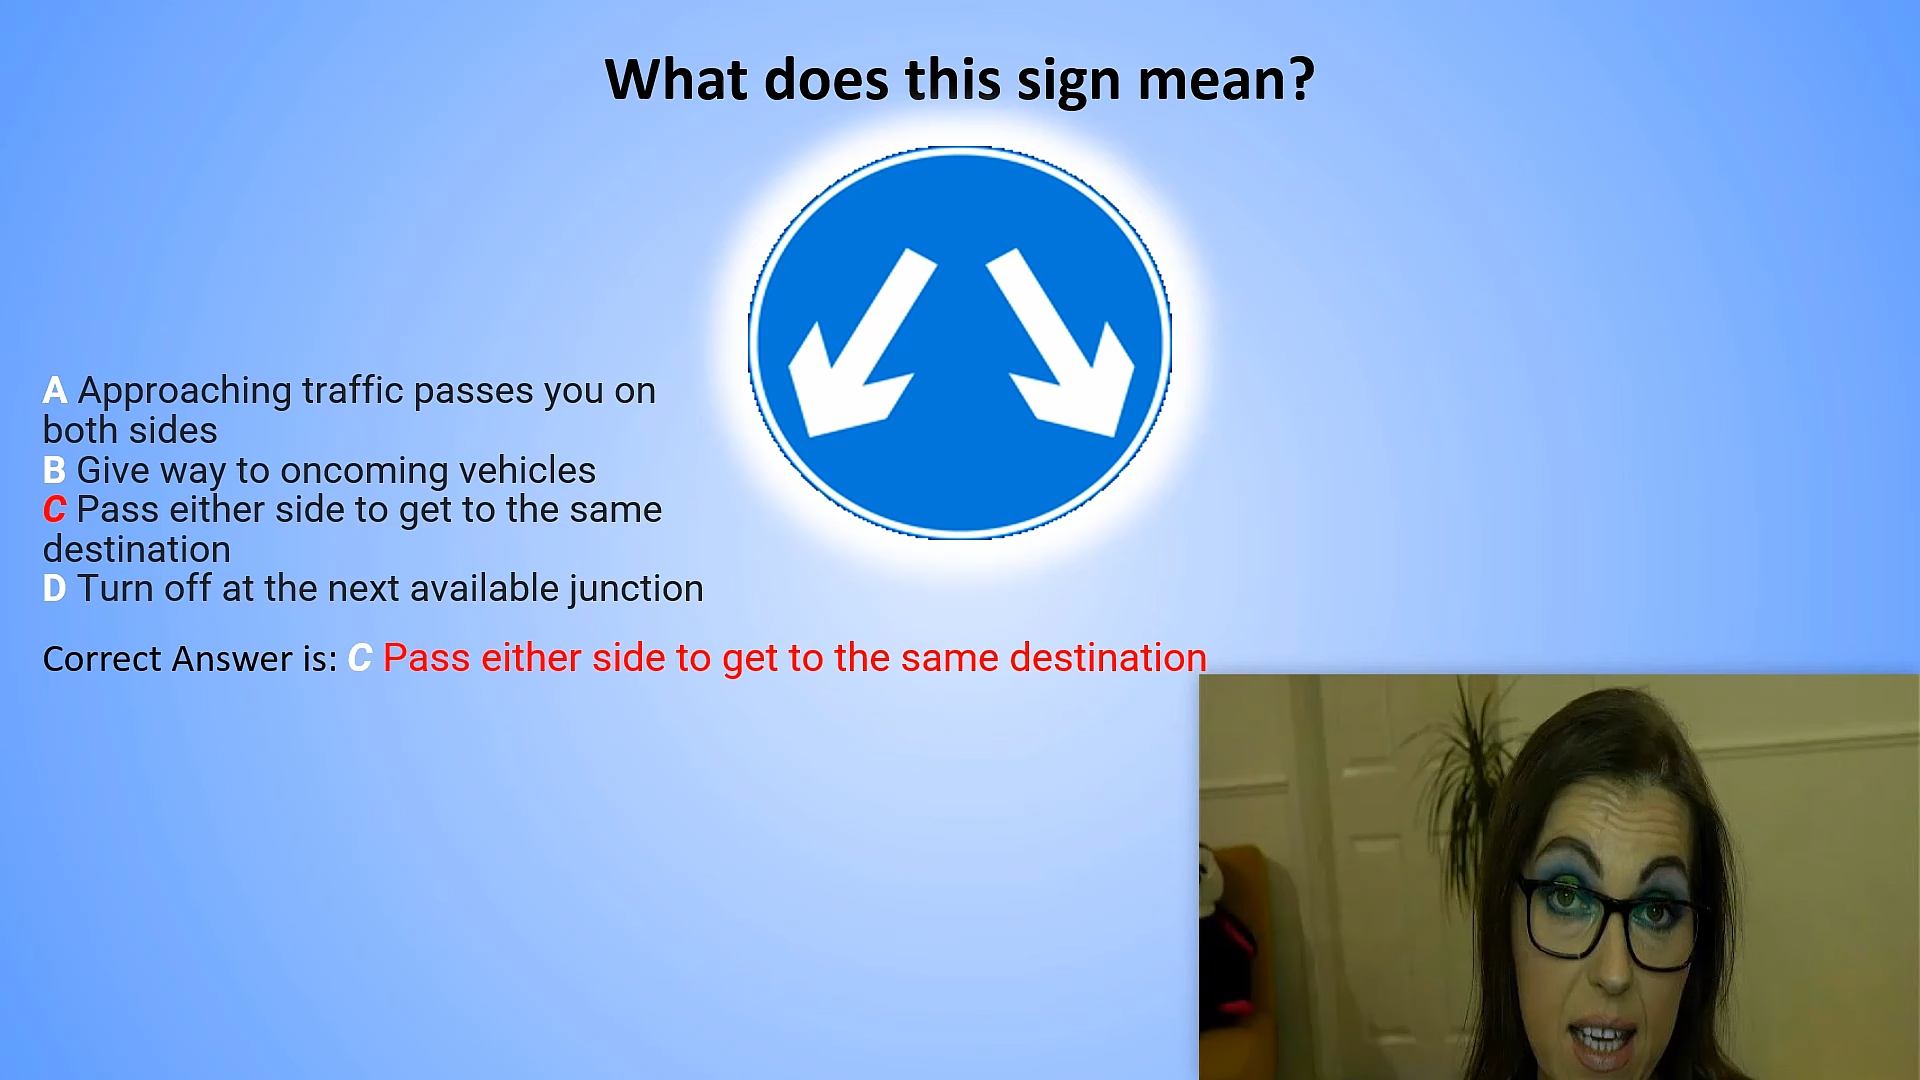 What does this sign mean?
A Approaching traffic passes you on
both sides
B Give way to oncoming vehicles
C Pass either side to get to the same
destination
D Turn off at the next available junction
Correct Answer is: C Pass either side to get to the same destination